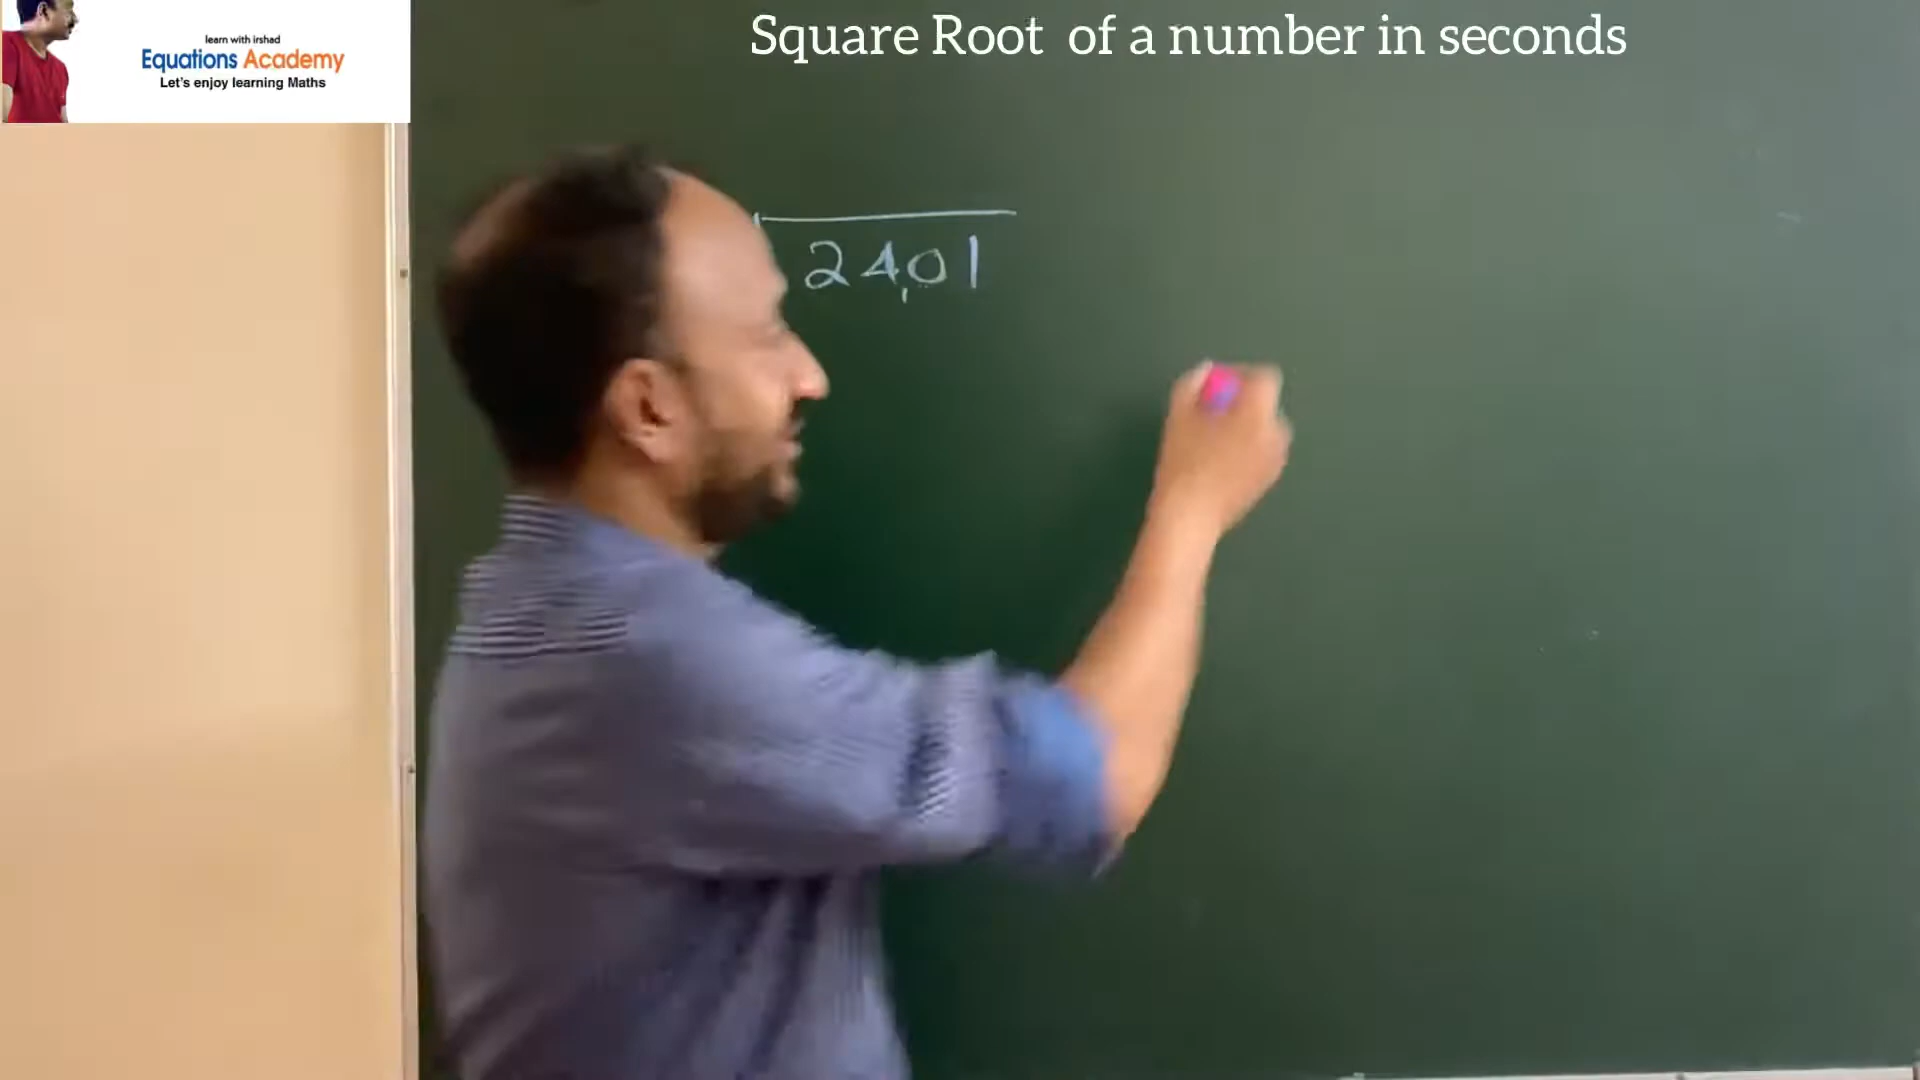 learn with irshad
Equations Academy
Let's enjoy learning Maths
Square Root of a number in seconds
24,01